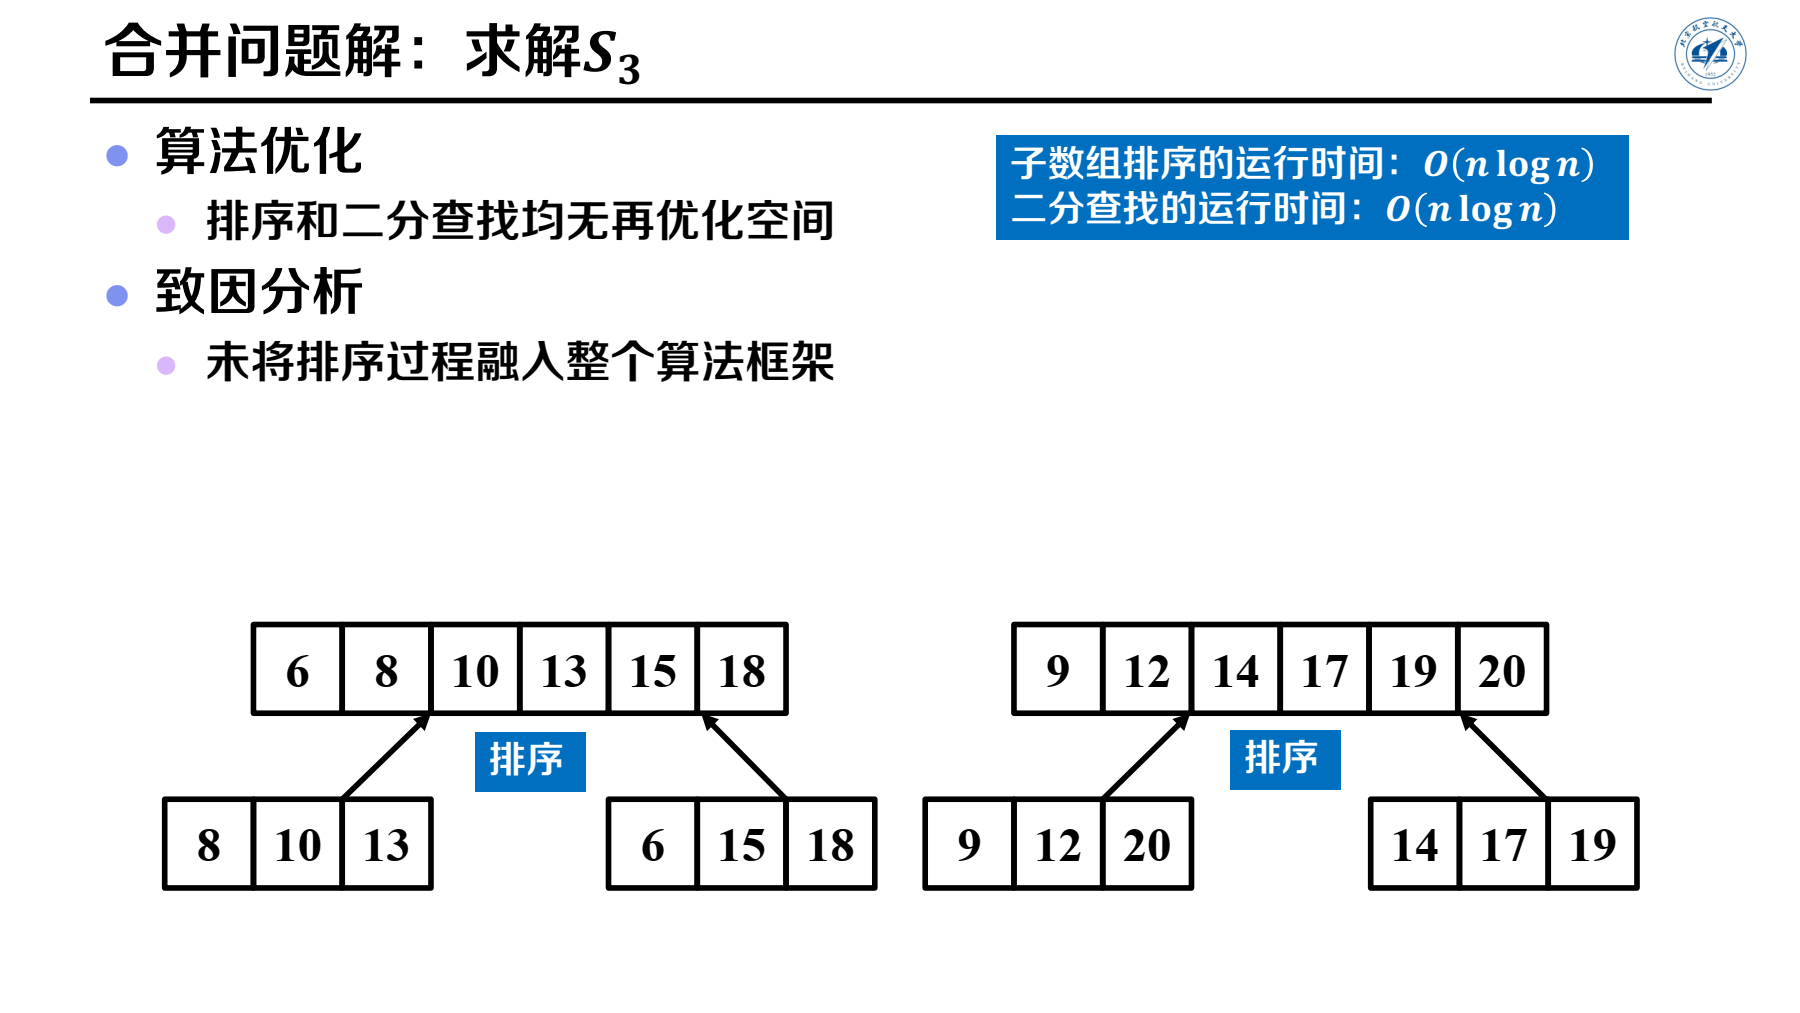 合并问题解：求解S₃
算法优化
排序和二分查找均无再优化空间
致因分析
未将排序过程融入整个算法框架
子数组排序的运行时间：O(n log n)
二分查找的运行时间：O(n log n)
6 8 10 13 15 18
9 12 14 17 19 20
排序
排序
8 10 13
6 15 18
9 12 20
14 17 19